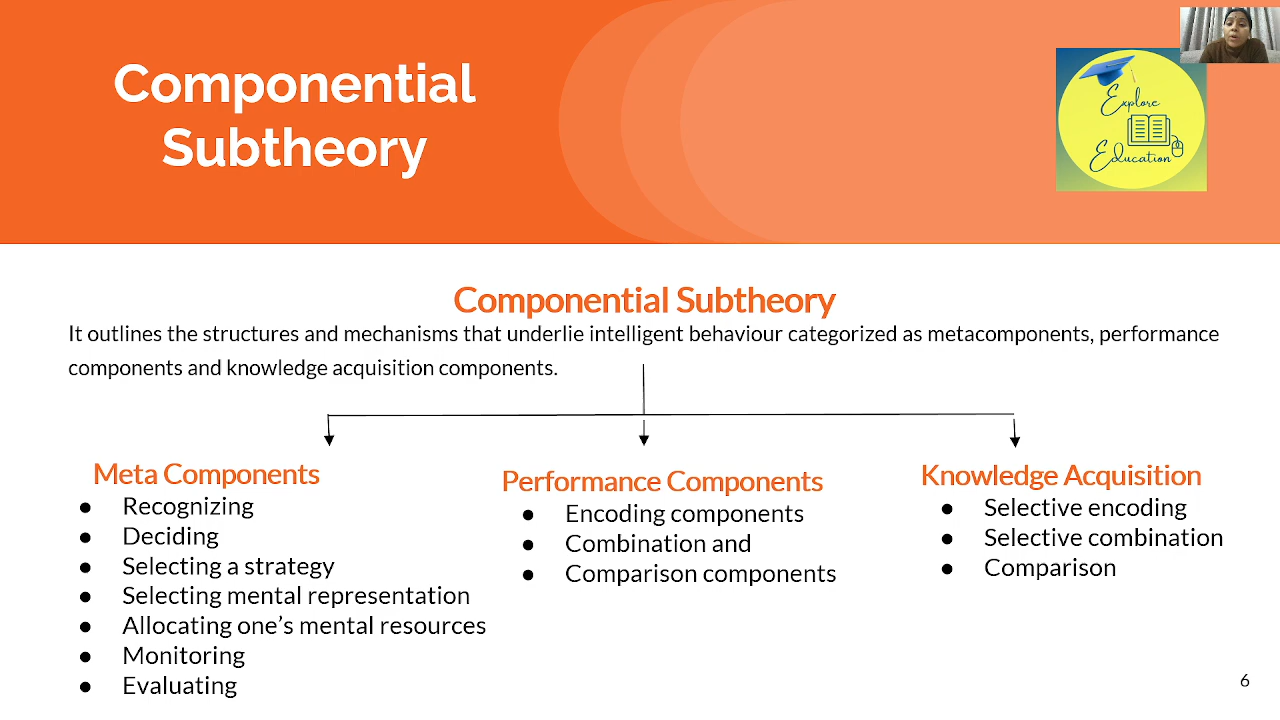 Componential
Subtheory
Explore
Education
Componential Subtheory
It outlines the structures and mechanisms that underlie intelligent behaviour categorized as metacomponents, performance
components and knowledge acquisition components.
Meta Components
● Recognizing
● Deciding
● Selecting a strategy
● Selecting mental representation
● Allocating one’s mental resources
● Monitoring
● Evaluating
Performance Components
● Encoding components
● Combination and
● Comparison components
Knowledge Acquisition
● Selective encoding
● Selective combination
● Comparison
6